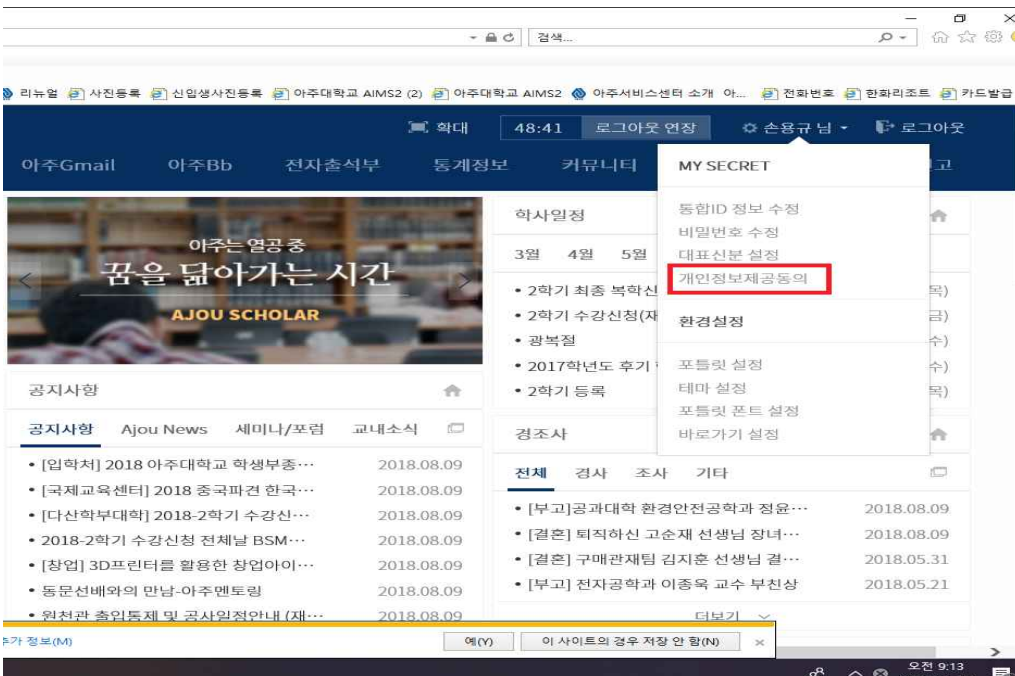 검색...
리뉴얼 사진등록 신입생사진등록 아주대학교 AIMS2 (2) 아주대학교 AIMS2 아주서비스센터 소개 아... 전화번호 한화리조트 카드발급
확대 48:41 로그아웃 연장 손용규 님 로그아웃
아주Gmail 아주Bb 전자출석부 통계정보 커뮤니티
MY SECRET
통합ID 정보 수정
비밀번호 수정
대표신분 설정
개인정보제공동의
환경설정
포틀릿 설정
테마 설정
포틀릿 폰트 설정
바로가기 설정
아주는 열공 중
꿈을 닮아가는 시간
AJOU SCHOLAR
학사일정
3월 4월 5월
• 2학기 최종 복학신
• 2학기 수강신청(재
• 광복절
• 2017학년도 후기
• 2학기 등록
공지사항
공지사항 Ajou News 세미나/포럼 교내소식
• [입학처] 2018 아주대학교 학생부종⋯ 2018.08.09
• [국제교육센터] 2018 중국파견 한국⋯ 2018.08.09
• [다산학부대학] 2018-2학기 수강신⋯ 2018.08.09
• 2018-2학기 수강신청 전체날 BSM⋯ 2018.08.09
• [창업] 3D프린터를 활용한 창업아이⋯ 2018.08.09
• 동문선배와의 만남-아주멘토링 2018.08.09
• 원천관 출입통제 및 공사일정안내 (재⋯ 2018.08.09
경조사
전체 경사 조사 기타
• [부고]공과대학 환경안전공학과 정윤⋯ 2018.08.09
• [결혼] 퇴직하신 고순재 선생님 장녀⋯ 2018.08.09
• [결혼] 구매관재팀 김지훈 선생님 결⋯ 2018.05.31
• [부고] 전자공학과 이종욱 교수 부친상 2018.05.21
더보기
추가 정보(M) 예(Y) 이 사이트의 경우 저장 안 함(N)
오전 9:13